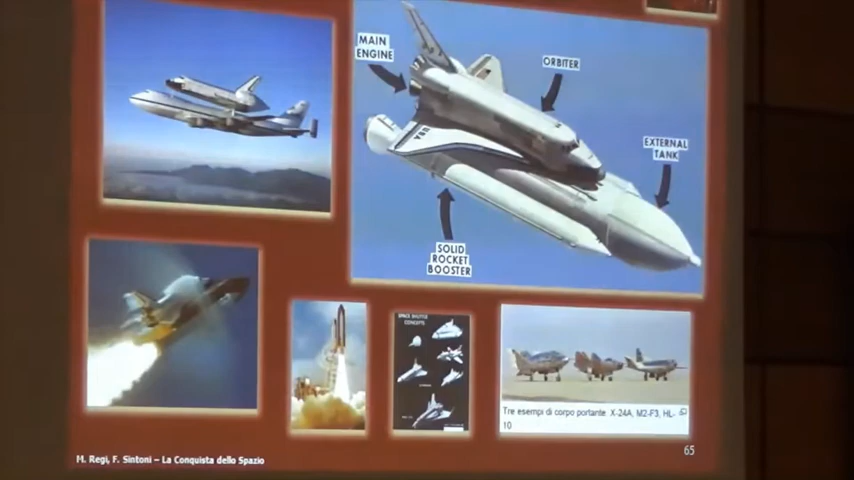 MAIN
ENGINE
ORBITER
EXTERNAL
TANK
SOLID
ROCKET
BOOSTER
USA
SPACE SHUTTLE
CONCEPTS
Tre esempi di corpo portante X-24A, M2-F3, HL-
10
M. Regi, F. Sintoni – La Conquista dello Spazio
65